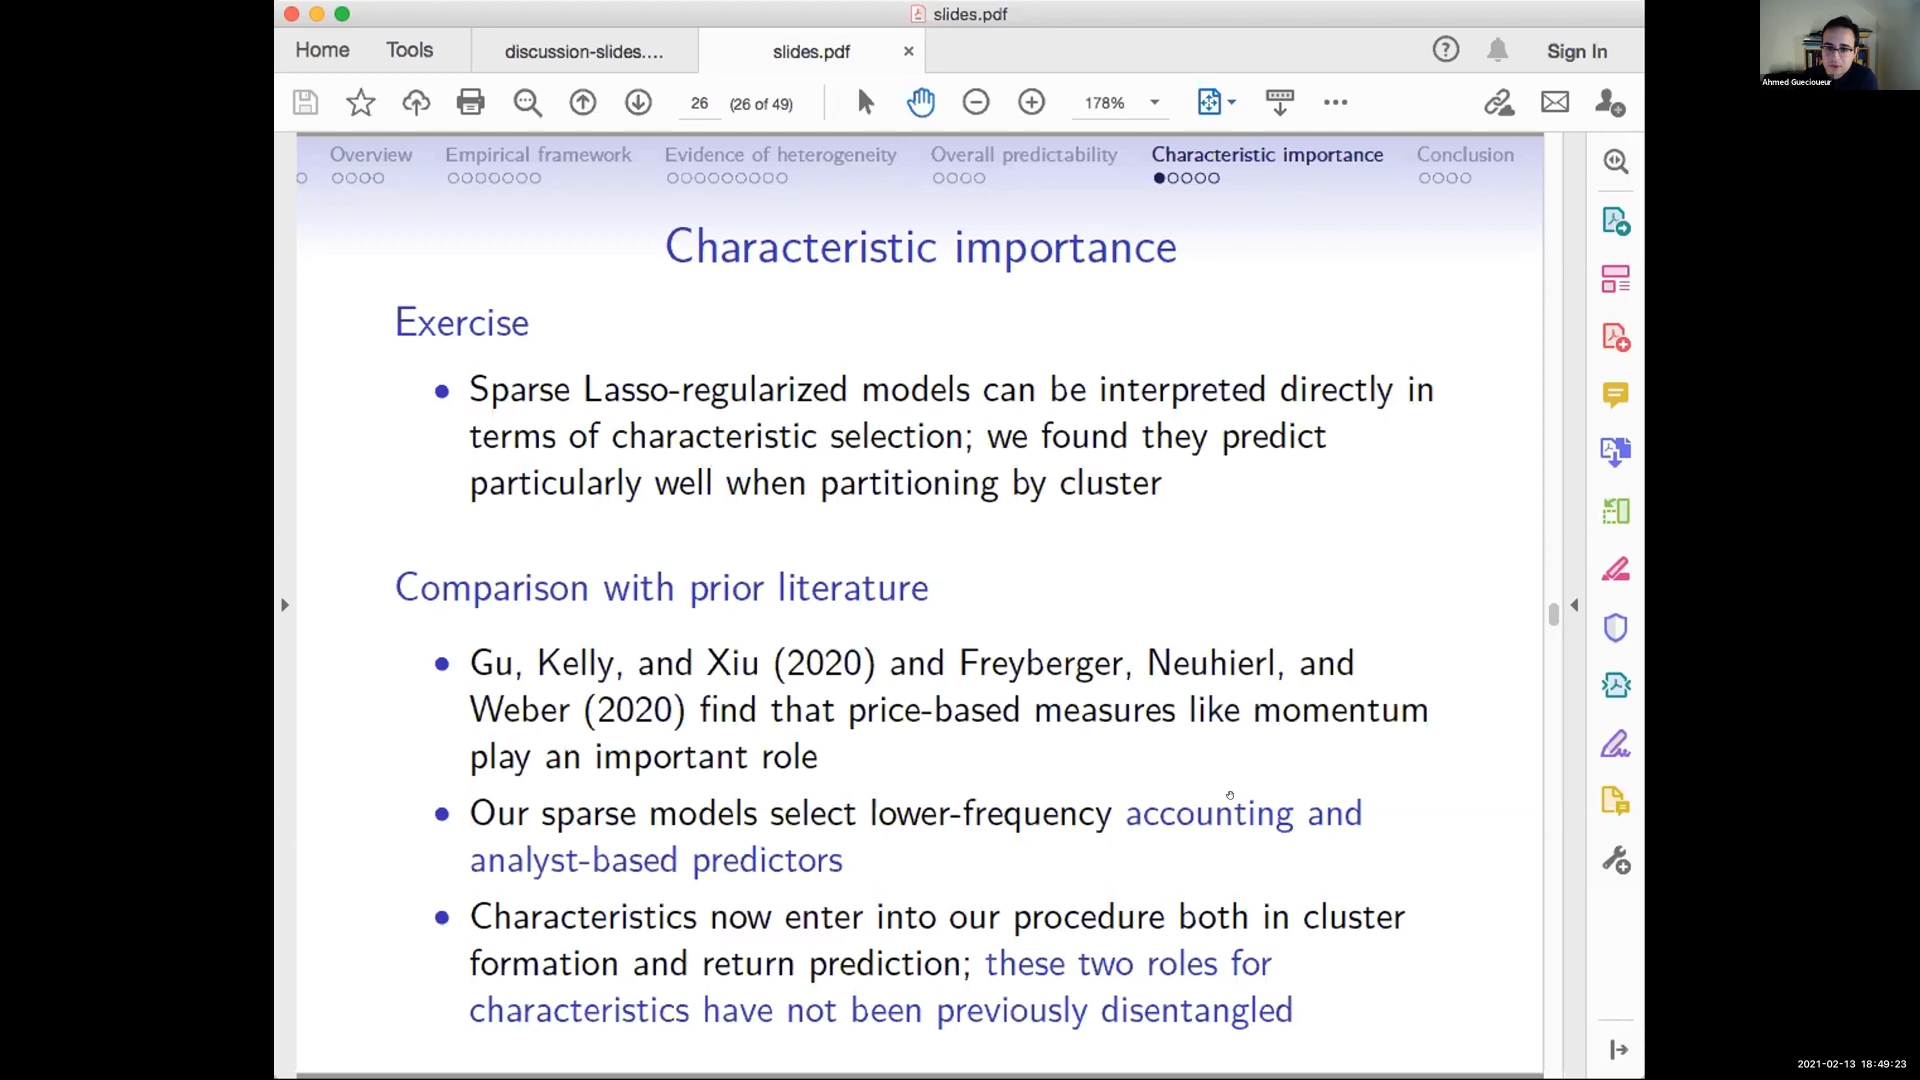 slides.pdf
Home
Tools
discussion-slides....
slides.pdf
Sign In
26
(26 of 49)
178%
Overview
Empirical framework
Evidence of heterogeneity
Overall predictability
Characteristic importance
Conclusion
Characteristic importance
Exercise
Sparse Lasso-regularized models can be interpreted directly in
terms of characteristic selection; we found they predict
particularly well when partitioning by cluster
Comparison with prior literature
Gu, Kelly, and Xiu (2020) and Freyberger, Neuhierl, and
Weber (2020) find that price-based measures like momentum
play an important role
Our sparse models select lower-frequency accounting and
analyst-based predictors
Characteristics now enter into our procedure both in cluster
formation and return prediction; these two roles for
characteristics have not been previously disentangled
Ahmed Guecioueur
2021-02-13 18:49:23